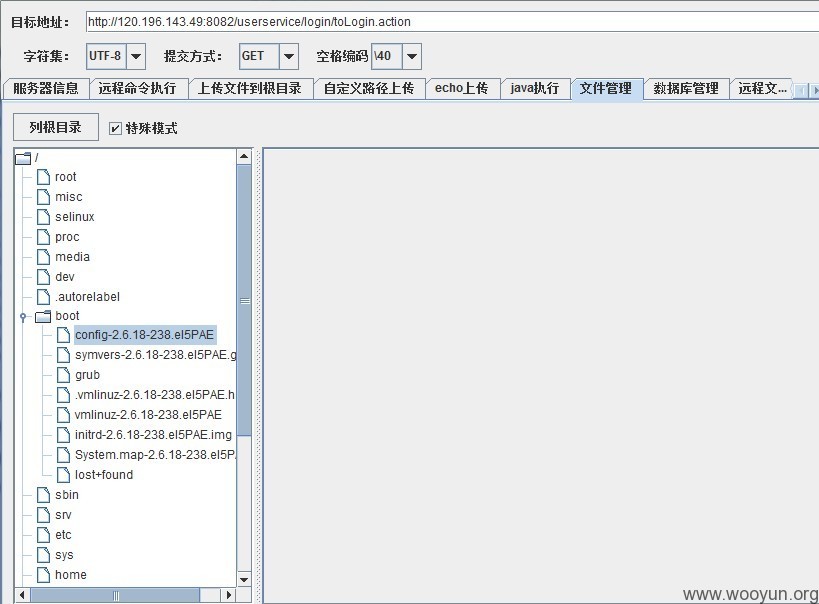 目标地址： http://120.196.143.49:8082/userservice/login/toLogin.action
字符集： UTF-8 提交方式： GET 空格编码 \40
服务器信息 远程命令执行 上传文件到根目录 自定义路径上传 echo上传 java执行 文件管理 数据库管理 远程文...
列根目录 特殊模式
/
root
misc
selinux
proc
media
dev
.autorelabel
boot
config-2.6.18-238.el5PAE
symvers-2.6.18-238.el5PAE.g
grub
.vmlinuz-2.6.18-238.el5PAE.h
vmlinuz-2.6.18-238.el5PAE
initrd-2.6.18-238.el5PAE.img
System.map-2.6.18-238.el5P
lost+found
sbin
srv
etc
sys
home
www.wooyun.org